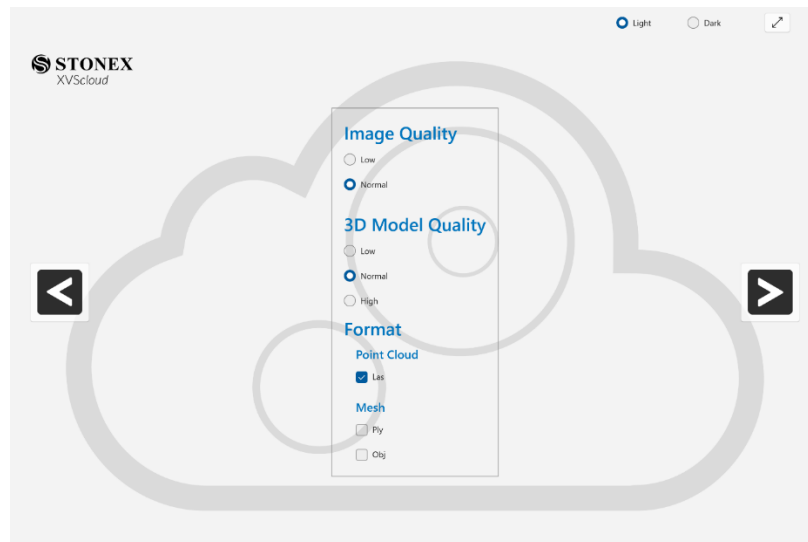 Light
Dark
STONEX
XVScloud
Image Quality
Low
Normal
3D Model Quality
Low
Normal
High
Format
Point Cloud
Las
Mesh
Ply
Obj